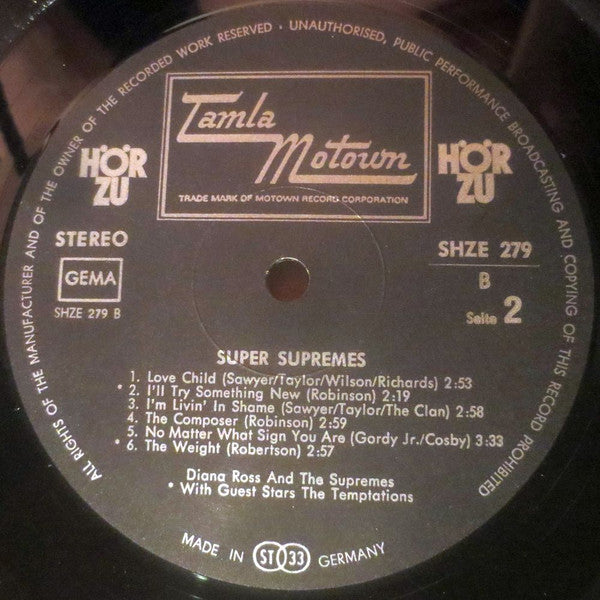 ALL RIGHTS OF THE MANUFACTURER AND OF THE OWNER OF THE RECORDED WORK RESERVED · UNAUTHORISED, PUBLIC PERFORMANCE BROADCASTING AND COPYING OF THIS RECORD PROHIBITED
Tamla
Motown
TRADE MARK OF MOTOWN RECORD CORPORATION
HÖR
ZU
HÖR
ZU
STEREO
GEMA
SHZE 279 B
SHZE 279
B
Seite 2
SUPER SUPREMES
1. Love Child (Sawyer/Taylor/Wilson/Richards) 2:53
• 2. I'll Try Something New (Robinson) 2:19
3. I'm Livin' In Shame (Sawyer/Taylor/The Clan) 2:58
4. The Composer (Robinson) 2:59
5. No Matter What Sign You Are (Gordy Jr./Cosby) 3:33
• 6. The Weight (Robertson) 2:57
Diana Ross And The Supremes
• With Guest Stars The Temptations
MADE IN ST 33 GERMANY